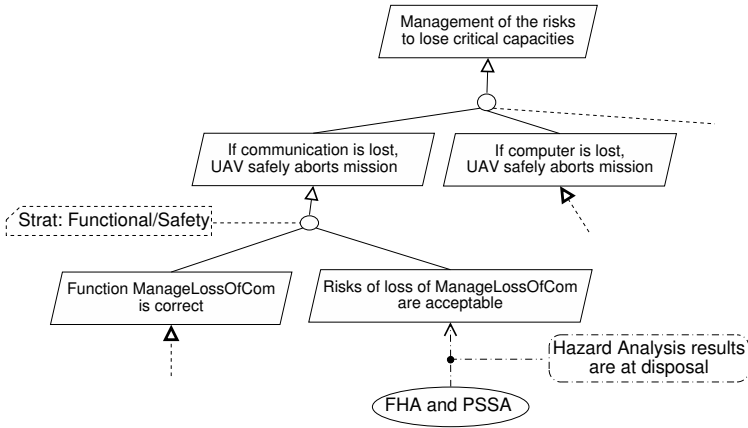 Management of the risks
to lose critical capacities
If communication is lost,
UAV safely aborts mission
If computer is lost,
UAV safely aborts mission
Strat: Functional/Safety
Function ManageLossOfCom
is correct
Risks of loss of ManageLossOfCom
are acceptable
Hazard Analysis results
are at disposal
FHA and PSSA